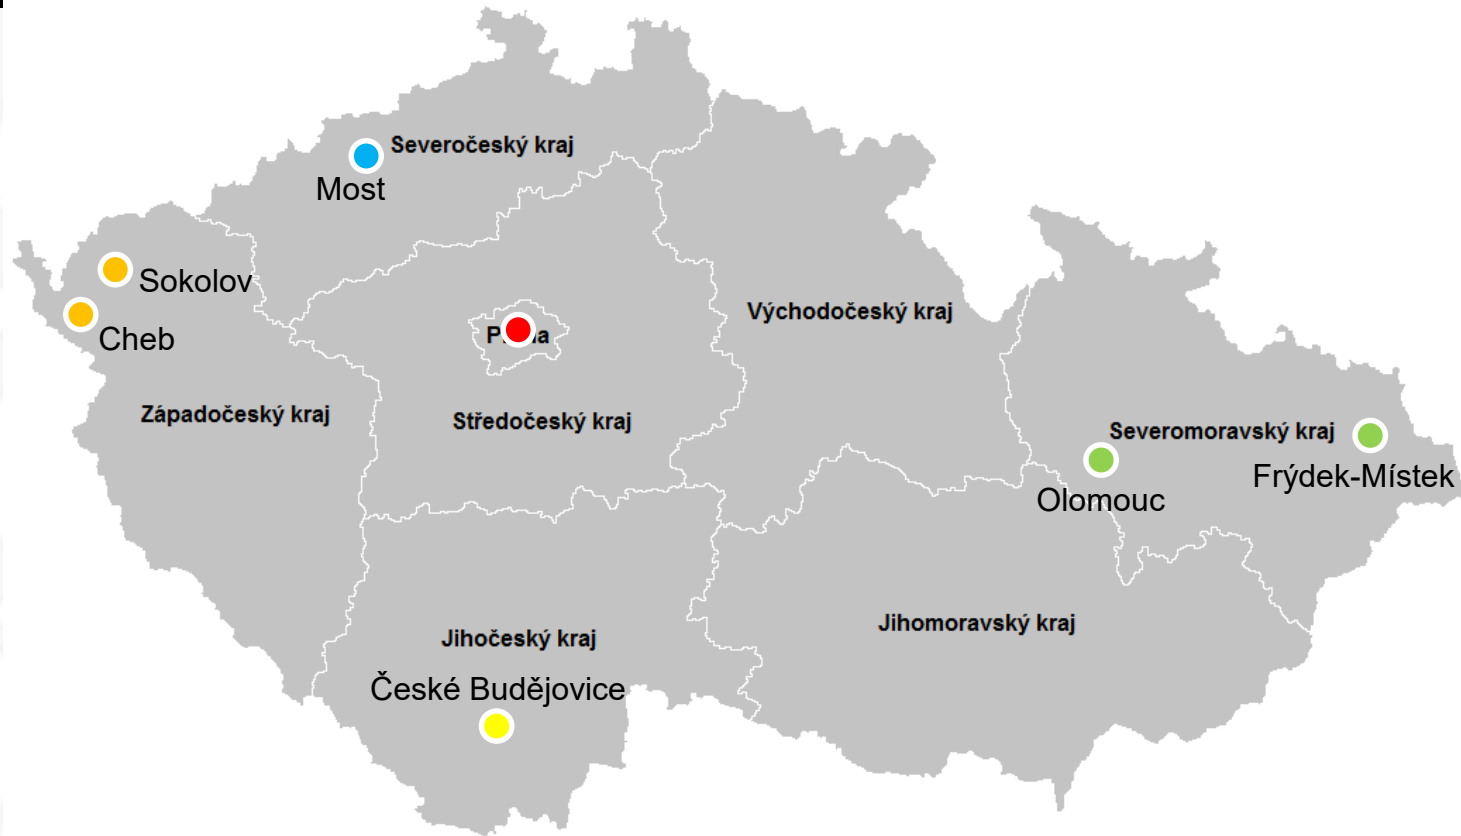 Severočeský kraj
Most
Sokolov
Cheb
Východočeský kraj
Západočeský kraj
Středočeský kraj
Severomoravský kraj
Frýdek-Místek
Olomouc
Jihomoravský kraj
Jihočeský kraj
České Budějovice